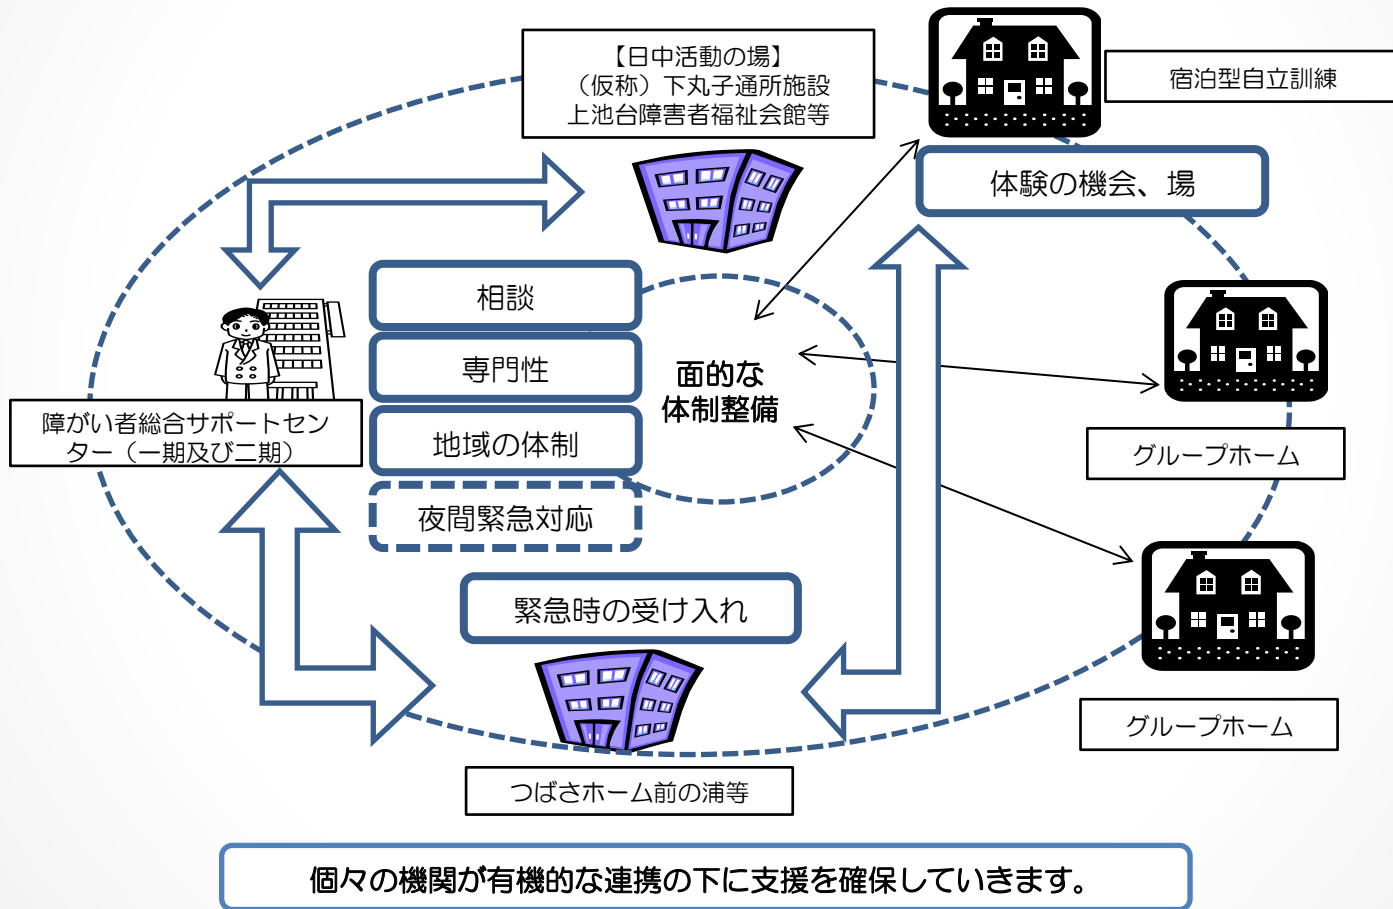 【日中活動の場】
（仮称）下丸子通所施設
上池台障害者福祉会館等
宿泊型自立訓練
体験の機会、場
相談
専門性
地域の体制
夜間緊急対応
面的な
体制整備
障がい者総合サポートセン
ター（一期及び二期）
グループホーム
緊急時の受け入れ
グループホーム
つばさホーム前の浦等
個々の機関が有機的な連携の下に支援を確保していきます。